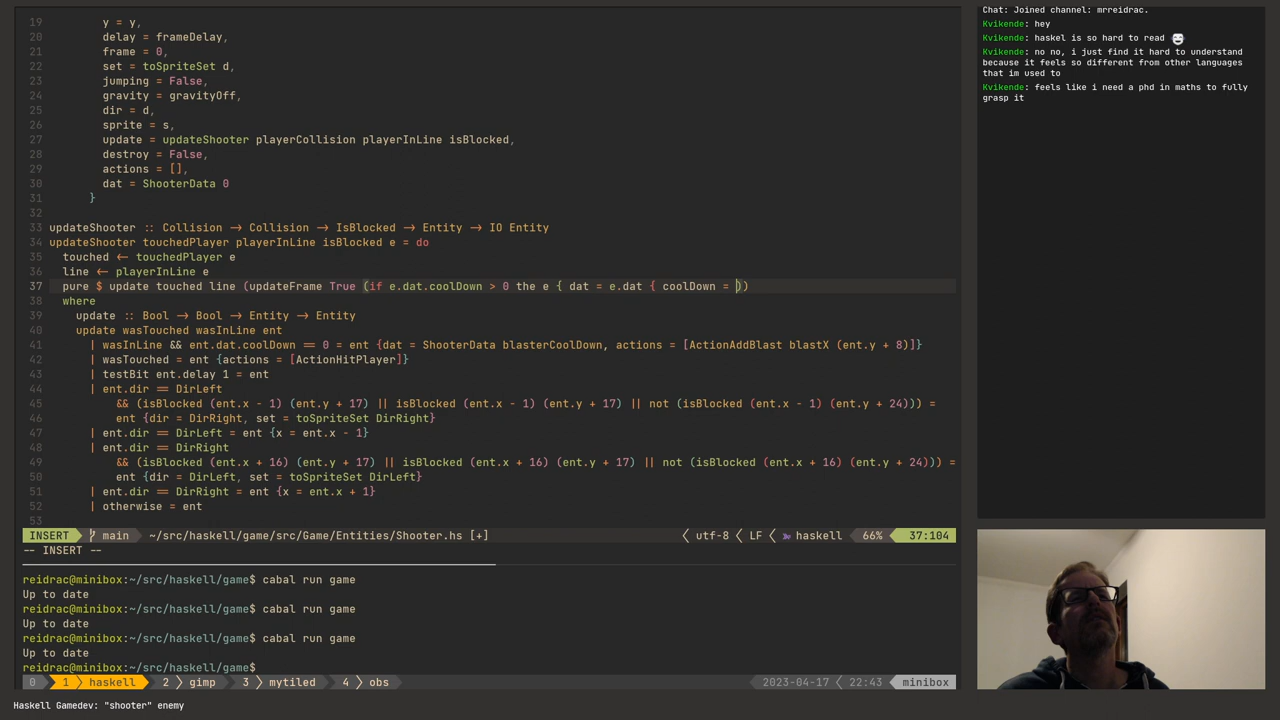 19 y = y,
20 delay = frameDelay,
21 frame = 0,
22 set = toSpriteSet d,
23 jumping = False,
24 gravity = gravityOff,
25 dir = d,
26 sprite = s,
27 update = updateShooter playerCollision playerInLine isBlocked,
28 destroy = False,
29 actions = [],
30 dat = ShooterData 0
31 }
32
33 updateShooter :: Collision → Collision → IsBlocked → Entity → IO Entity
34 updateShooter touchedPlayer playerInLine isBlocked e = do
35 touched ← touchedPlayer e
36 line ← playerInLine e
37 pure $ update touched line (updateFrame True (if e.dat.coolDown > 0 the e { dat = e.dat { coolDown = ))
38 where
39 update :: Bool → Bool → Entity → Entity
40 update wasTouched wasInLine ent
41 | wasInLine && ent.dat.coolDown == 0 = ent {dat = ShooterData blasterCoolDown, actions = [ActionAddBlast blastX (ent.y + 8)]}
42 | wasTouched = ent {actions = [ActionHitPlayer]}
43 | testBit ent.delay 1 = ent
44 | ent.dir == DirLeft
45 && (isBlocked (ent.x - 1) (ent.y + 17) || isBlocked (ent.x - 1) (ent.y + 17) || not (isBlocked (ent.x - 1) (ent.y + 24))) =
46 ent {dir = DirRight, set = toSpriteSet DirRight}
47 | ent.dir == DirLeft = ent {x = ent.x - 1}
48 | ent.dir == DirRight
49 && (isBlocked (ent.x + 16) (ent.y + 17) || isBlocked (ent.x + 16) (ent.y + 17) || not (isBlocked (ent.x + 16) (ent.y + 24))) =
50 ent {dir = DirLeft, set = toSpriteSet DirLeft}
51 | ent.dir == DirRight = ent {x = ent.x + 1}
52 | otherwise = ent
53
INSERT main ~/src/haskell/game/src/Game/Entities/Shooter.hs [+] utf-8 LF haskell 66% 37:104
-- INSERT --
reidrac@minibox:~/src/haskell/game$ cabal run game
Up to date
reidrac@minibox:~/src/haskell/game$ cabal run game
Up to date
reidrac@minibox:~/src/haskell/game$ cabal run game
Up to date
reidrac@minibox:~/src/haskell/game$
0 1 haskell 2 gimp 3 mytiled 4 obs 2023-04-17 22:43 minibox
Haskell Gamedev: "shooter" enemy
Chat: Joined channel: mrreidrac.
Kvikende: hey
Kvikende: haskel is so hard to read
Kvikende: no no, i just find it hard to understand
because it feels so different from other languages
that im used to
Kvikende: feels like i need a phd in maths to fully
grasp it